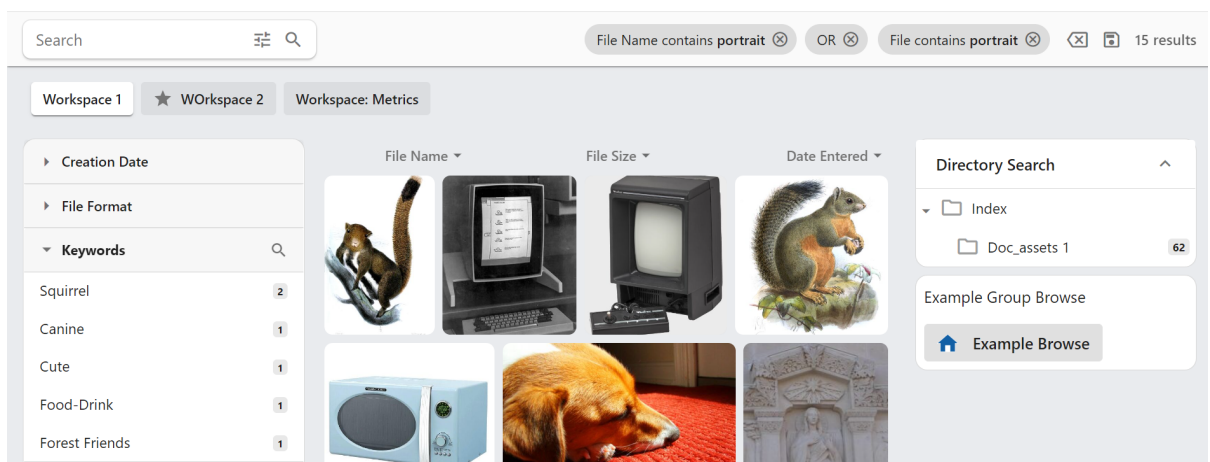 Search
File Name contains portrait
OR
File contains portrait
15 results
Workspace 1
WOrkspace 2
Workspace: Metrics
Creation Date
File Format
Keywords
Squirrel 2
Canine 1
Cute 1
Food-Drink 1
Forest Friends 1
File Name
File Size
Date Entered
Directory Search
Index
Doc_assets 1 62
Example Group Browse
Example Browse